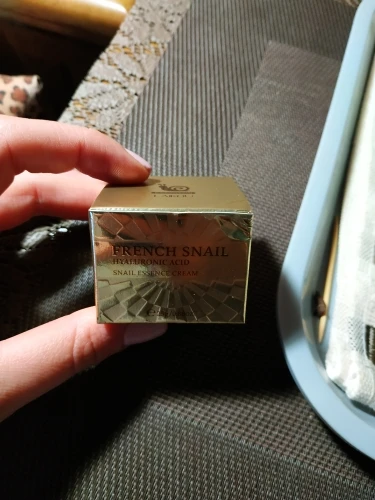 FRENCH SNAIL
HYALURONIC ACID
SNAIL ESSENCE CREAM